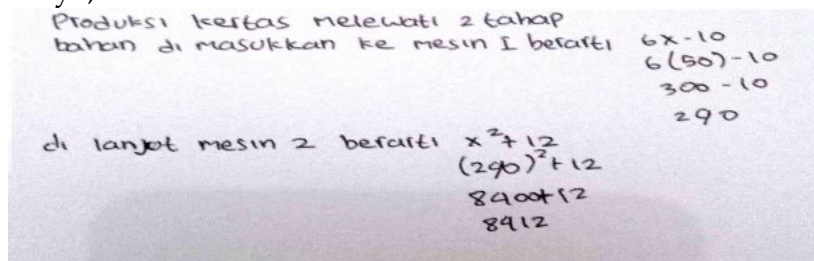 Produksi kertas melewati 2 tahap
bahan di masukkan ke mesin I berarti 6x-10
6(50)-10
300-10
290
di lanjot mesin 2 berarti x²+12
(290)²+12
8400+12
8412